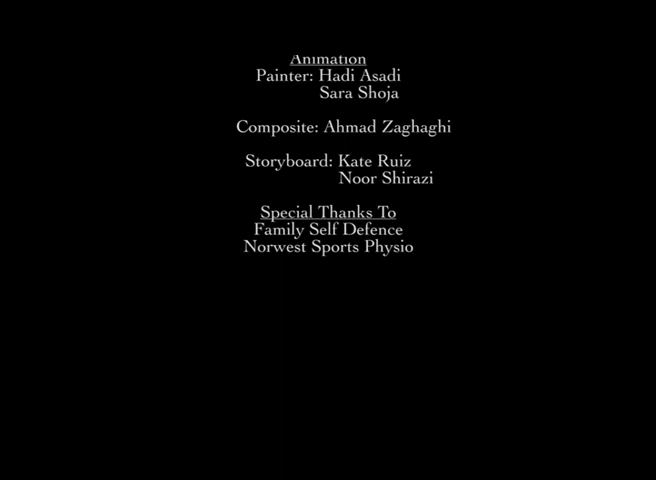 Animation
Painter: Hadi Asadi
Sara Shoja
Composite: Ahmad Zaghaghi
Storyboard: Kate Ruiz
Noor Shirazi
Special Thanks To
Family Self Defence
Norwest Sports Physio